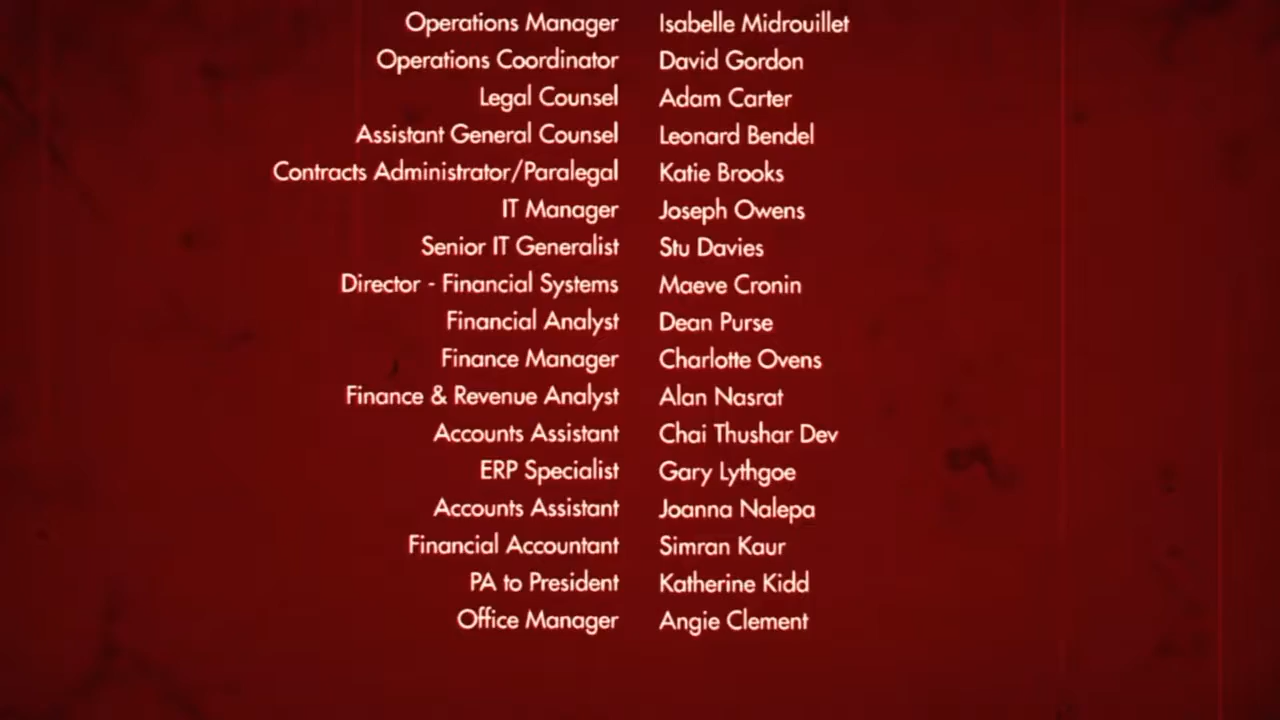 Operations Manager Isabelle Midrouillet
Operations Coordinator David Gordon
Legal Counsel Adam Carter
Assistant General Counsel Leonard Bendel
Contracts Administrator/Paralegal Katie Brooks
IT Manager Joseph Owens
Senior IT Generalist Stu Davies
Director - Financial Systems Maeve Cronin
Financial Analyst Dean Purse
Finance Manager Charlotte Ovens
Finance & Revenue Analyst Alan Nasrat
Accounts Assistant Chai Thushar Dev
ERP Specialist Gary Lythgoe
Accounts Assistant Joanna Nalepa
Financial Accountant Simran Kaur
PA to President Katherine Kidd
Office Manager Angie Clement